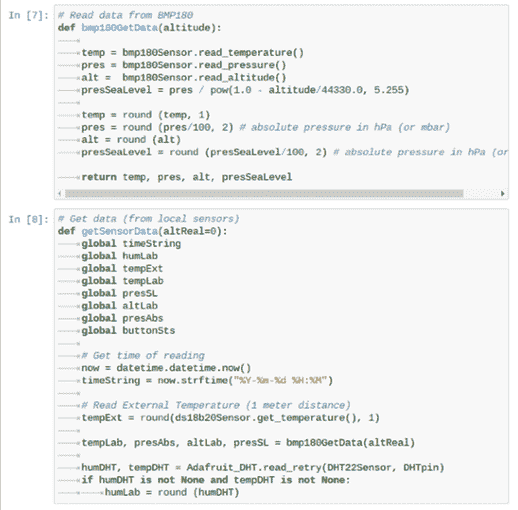 In [7]:
# Read data from BMP180
def bmp180GetData(altitude):
temp = bmp180Sensor.read_temperature()
pres = bmp180Sensor.read_pressure()
alt =  bmp180Sensor.read_altitude()
presSeaLevel = pres / pow(1.0 - altitude/44330.0, 5.255)
temp = round (temp, 1)
pres = round (pres/100, 2) # absolute pressure in hPa (or mbar)
alt = round (alt)
presSeaLevel = round (presSeaLevel/100, 2) # absolute pressure in hPa (or
return temp, pres, alt, presSeaLevel
In [8]:
# Get data (from local sensors)
def getSensorData(altReal=0):
global timeString
global humLab
global tempExt
global tempLab
global presSL
global altLab
global presAbs
global buttonSts
# Get time of reading
now = datetime.datetime.now()
timeString = now.strftime("%Y-%m-%d %H:%M")
# Read External Temperature (1 meter distance)
tempExt = round(ds18b20Sensor.get_temperature(), 1)
tempLab, presAbs, altLab, presSL = bmp180GetData(altReal)
humDHT, tempDHT = Adafruit_DHT.read_retry(DHT22Sensor, DHTpin)
if humDHT is not None and tempDHT is not None:
humLab = round (humDHT)